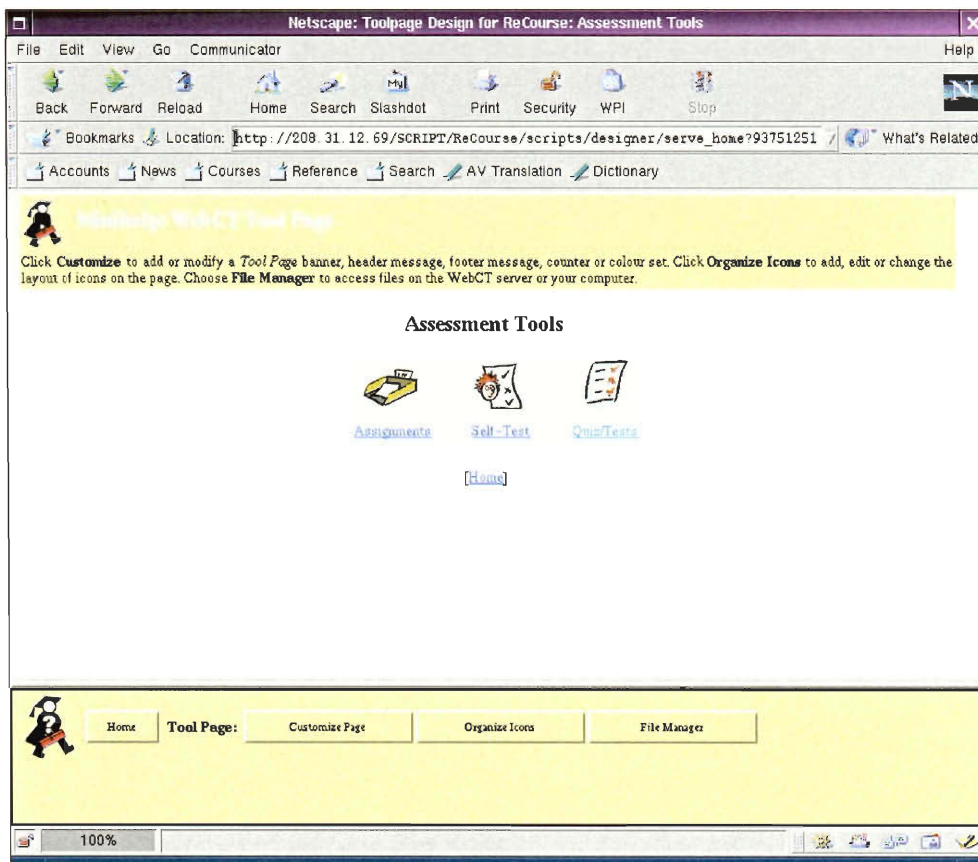 Netscape: Toolpage Design for ReCourse: Assessment Tools
File Edit View Go Communicator Help
Back Forward Reload Home Search Slashdot Print Security WPI Stop
My!
N
Bookmarks Location: http://208.31.12.69/SCRIPT/ReCourse/scripts/designer/serve_home?93751251 What's Related
Accounts News Courses Reference Search AV Translation Dictionary
WebCT Tool Page
Click Customize to add or modify a Tool Page banner, header message, footer message, counter or colour set. Click Organize Icons to add, edit or change the
layout of icons on the page. Choose File Manager to access files on the WebCT server or your computer.
Assessment Tools
Assignments Self-Test Quiz/Tests
[Home]
Home Tool Page: Customize Page Organize Icons File Manager
100%